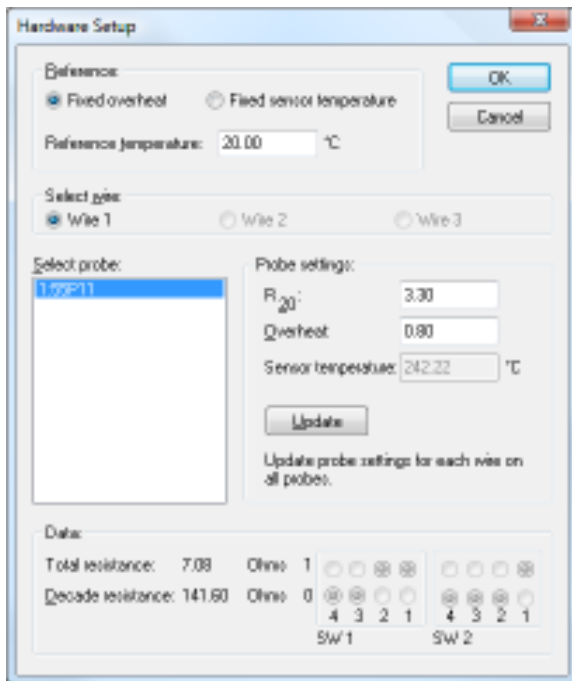 Hardware Setup
Reference:
Fixed overheat
Fixed sensor temperature
Reference temperature: 20.00 °C
OK
Cancel
Select wire:
Wire 1
Wire 2
Wire 3
Select probe:
1:55P11
Probe settings:
R20: 3.30
Overheat 0.80
Sensor temperature: 242.22 °C
Update
Update probe settings for each wire on
all probes.
Data:
Total resistance: 7.08 Ohms 1
Decade resistance: 141.60 Ohms 0
4 3 2 1
4 3 2 1
SW 1
SW 2